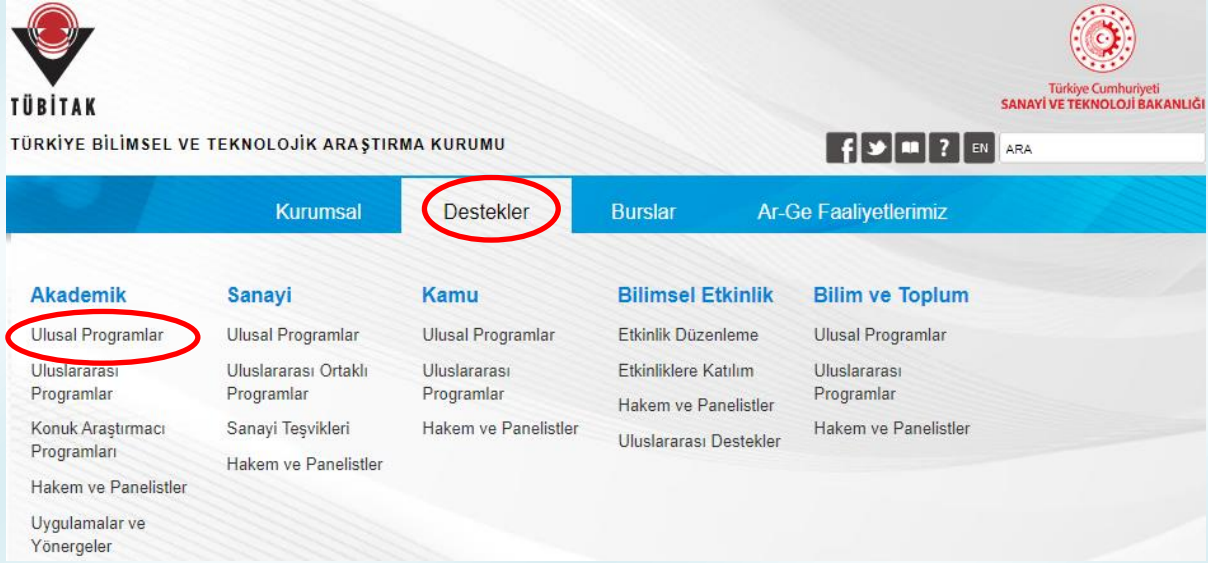 TÜBİTAK
Türkiye Cumhuriyeti
SANAYİ VE TEKNOLOJİ BAKANLIĞI
TÜRKİYE BİLİMSEL VE TEKNOLOJİK ARAŞTIRMA KURUMU
f ? EN ARA
Kurumsal Destekler Burslar Ar-Ge Faaliyetlerimiz
Akademik
Ulusal Programlar
Uluslararası
Programlar
Konuk Araştırmacı
Programları
Hakem ve Panelistler
Uygulamalar ve
Yönergeler
Sanayi
Ulusal Programlar
Uluslararası Ortaklı
Programlar
Sanayi Teşvikleri
Hakem ve Panelistler
Kamu
Ulusal Programlar
Uluslararası
Programlar
Hakem ve Panelistler
Bilimsel Etkinlik
Etkinlik Düzenleme
Etkinliklere Katılım
Hakem ve Panelistler
Uluslararası Destekler
Bilim ve Toplum
Ulusal Programlar
Uluslararası
Programlar
Hakem ve Panelistler